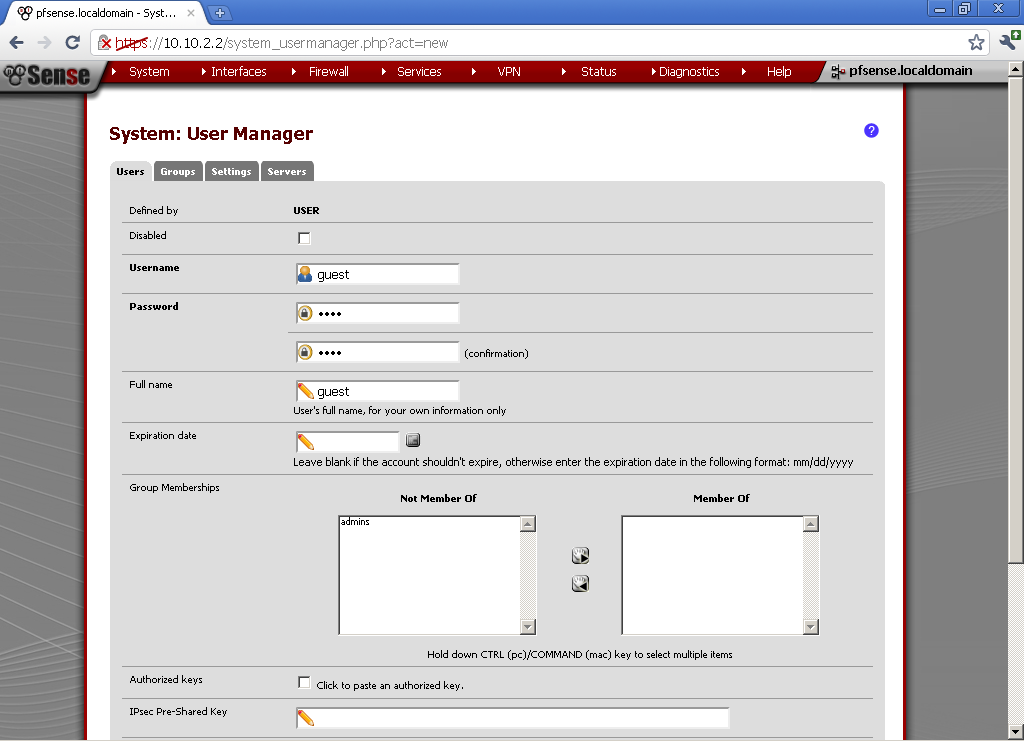 pfsense.localdomain - Syst...
https://10.10.2.2/system_usermanager.php?act=new
Sense System Interfaces Firewall Services VPN Status Diagnostics Help pfsense.localdomain
System: User Manager
?
Users Groups Settings Servers
Defined by USER
Disabled
Username guest
Password ••••
•••• (confirmation)
Full name guest
User's full name, for your own information only
Expiration date
Leave blank if the account shouldn't expire, otherwise enter the expiration date in the following format: mm/dd/yyyy
Group Memberships
Not Member Of Member Of
admins
Hold down CTRL (pc)/COMMAND (mac) key to select multiple items
Authorized keys Click to paste an authorized key.
IPsec Pre-Shared Key